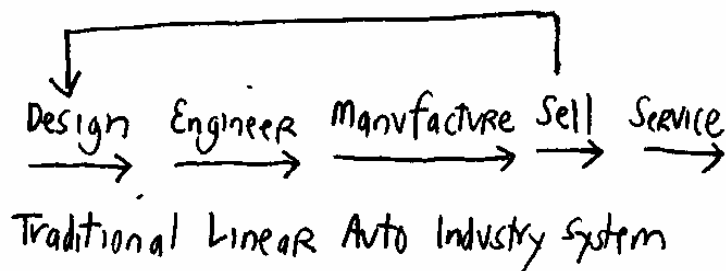 Design Engineer Manufacture Sell Service
Traditional Linear Auto Industry System